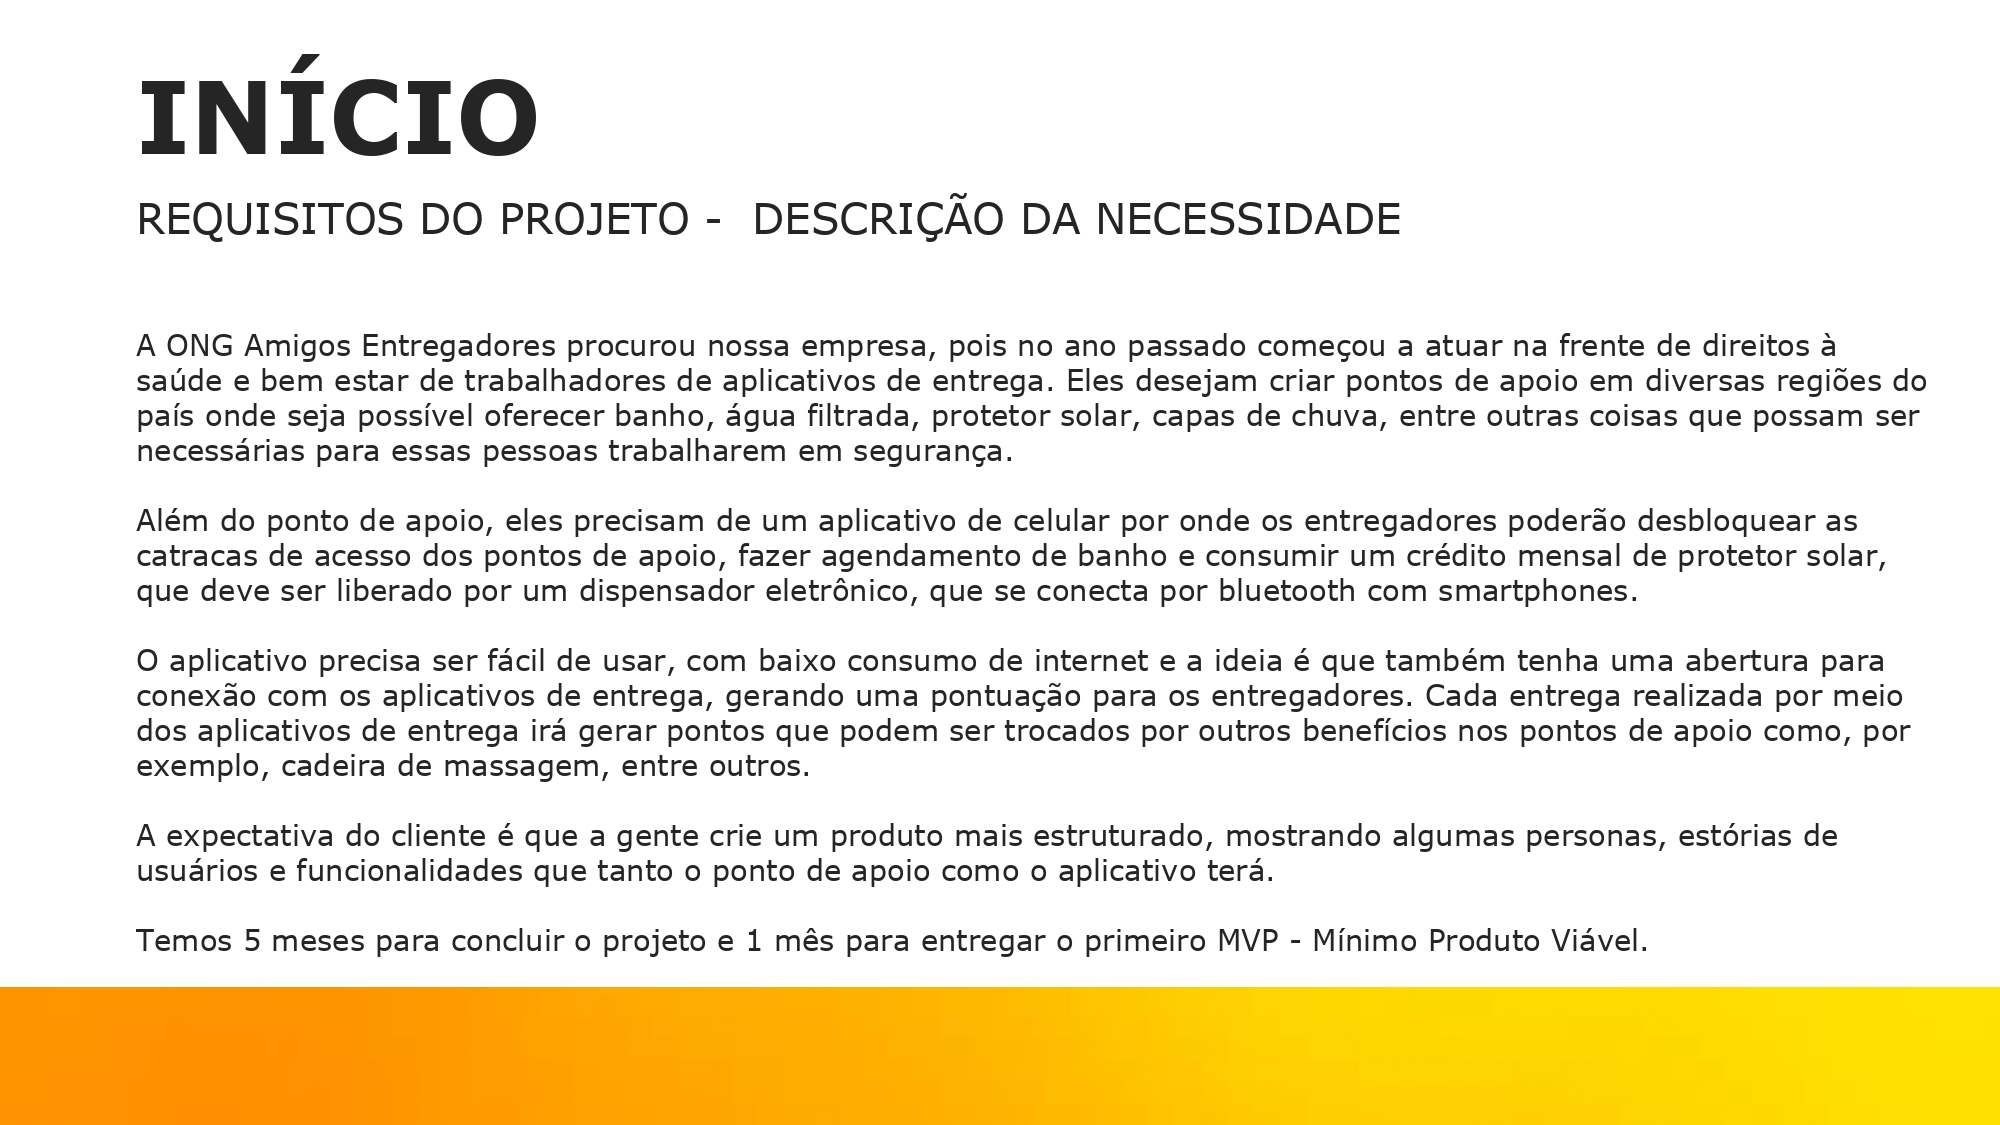 INÍCIO
REQUISITOS DO PROJETO -  DESCRIÇÃO DA NECESSIDADE
A ONG Amigos Entregadores procurou nossa empresa, pois no ano passado começou a atuar na frente de direitos à
saúde e bem estar de trabalhadores de aplicativos de entrega. Eles desejam criar pontos de apoio em diversas regiões do
país onde seja possível oferecer banho, água filtrada, protetor solar, capas de chuva, entre outras coisas que possam ser
necessárias para essas pessoas trabalharem em segurança.
Além do ponto de apoio, eles precisam de um aplicativo de celular por onde os entregadores poderão desbloquear as
catracas de acesso dos pontos de apoio, fazer agendamento de banho e consumir um crédito mensal de protetor solar,
que deve ser liberado por um dispensador eletrônico, que se conecta por bluetooth com smartphones.
O aplicativo precisa ser fácil de usar, com baixo consumo de internet e a ideia é que também tenha uma abertura para
conexão com os aplicativos de entrega, gerando uma pontuação para os entregadores. Cada entrega realizada por meio
dos aplicativos de entrega irá gerar pontos que podem ser trocados por outros benefícios nos pontos de apoio como, por
exemplo, cadeira de massagem, entre outros.
A expectativa do cliente é que a gente crie um produto mais estruturado, mostrando algumas personas, estórias de
usuários e funcionalidades que tanto o ponto de apoio como o aplicativo terá.
Temos 5 meses para concluir o projeto e 1 mês para entregar o primeiro MVP - Mínimo Produto Viável.